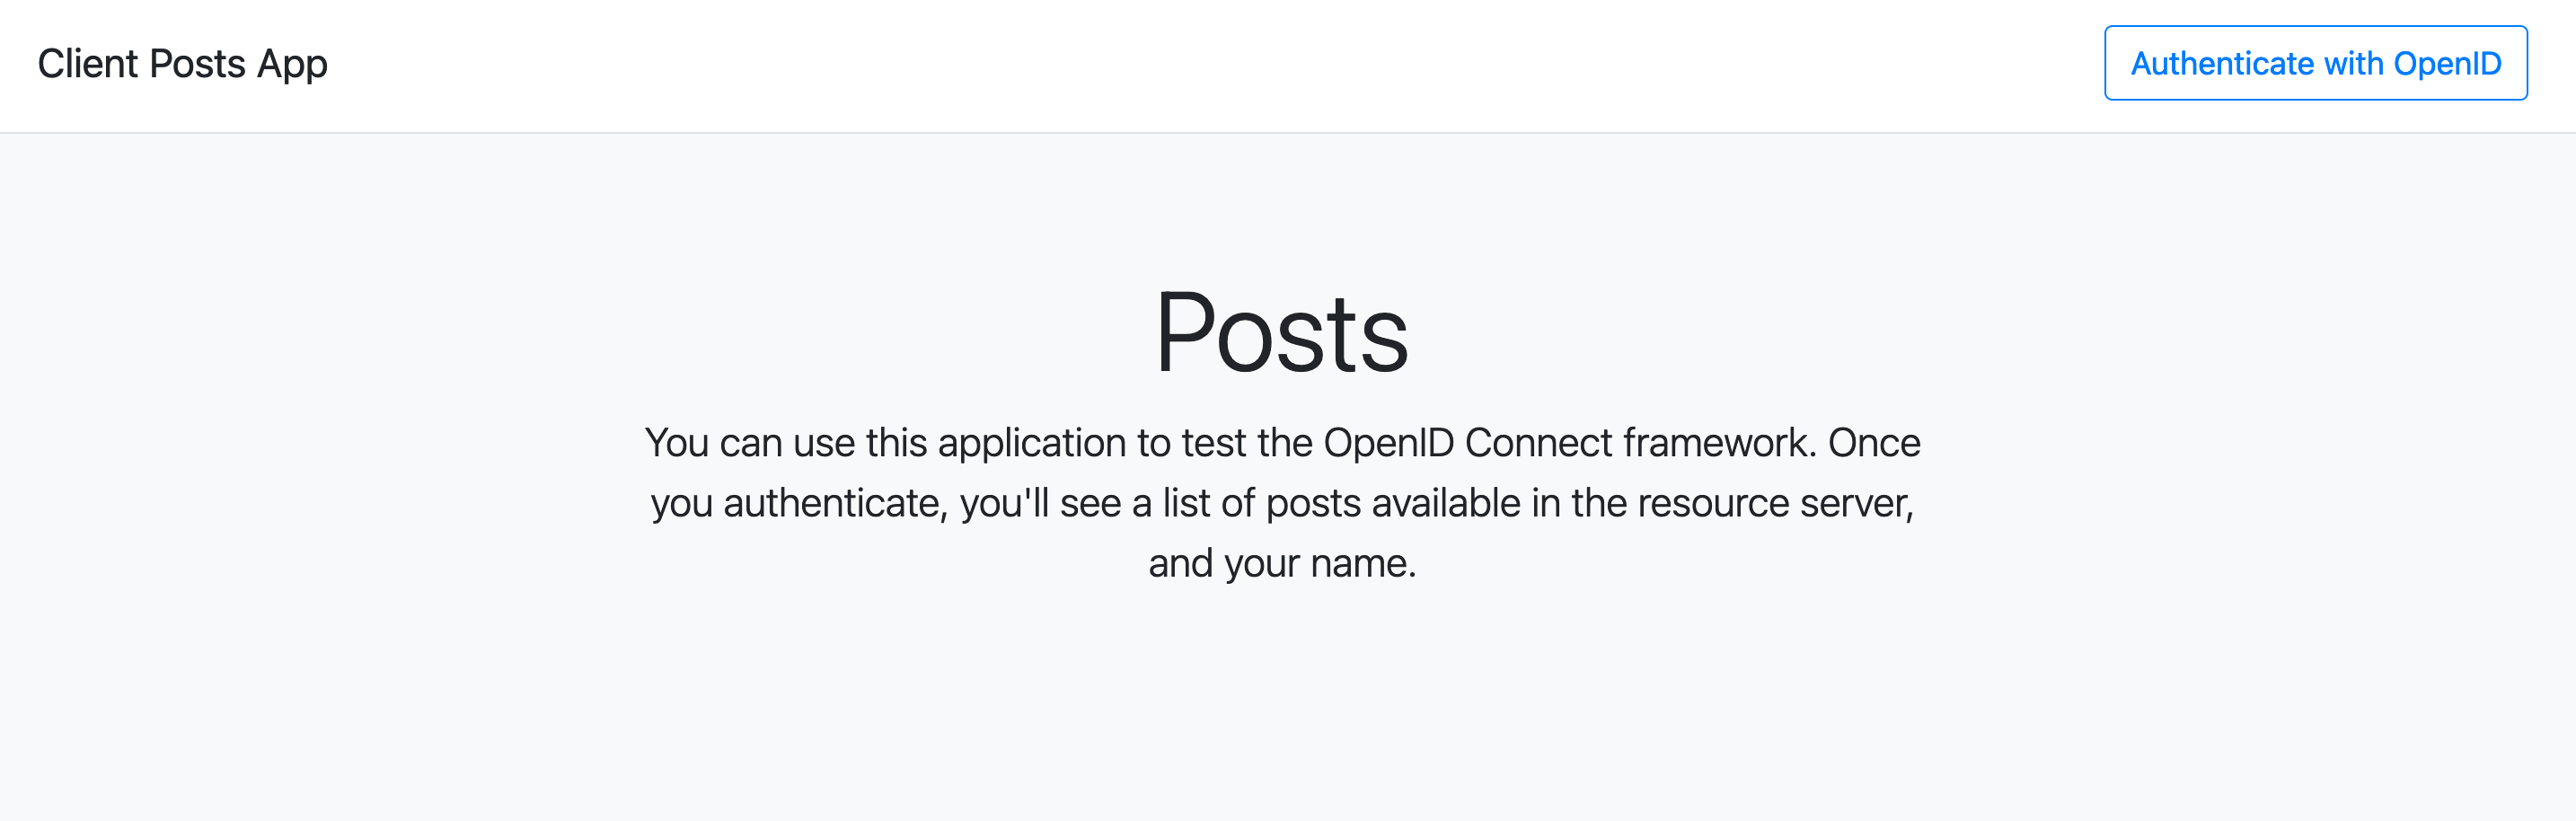 Client Posts App
Authenticate with OpenID
Posts
You can use this application to test the OpenID Connect framework. Once
you authenticate, you'll see a list of posts available in the resource server,
and your name.